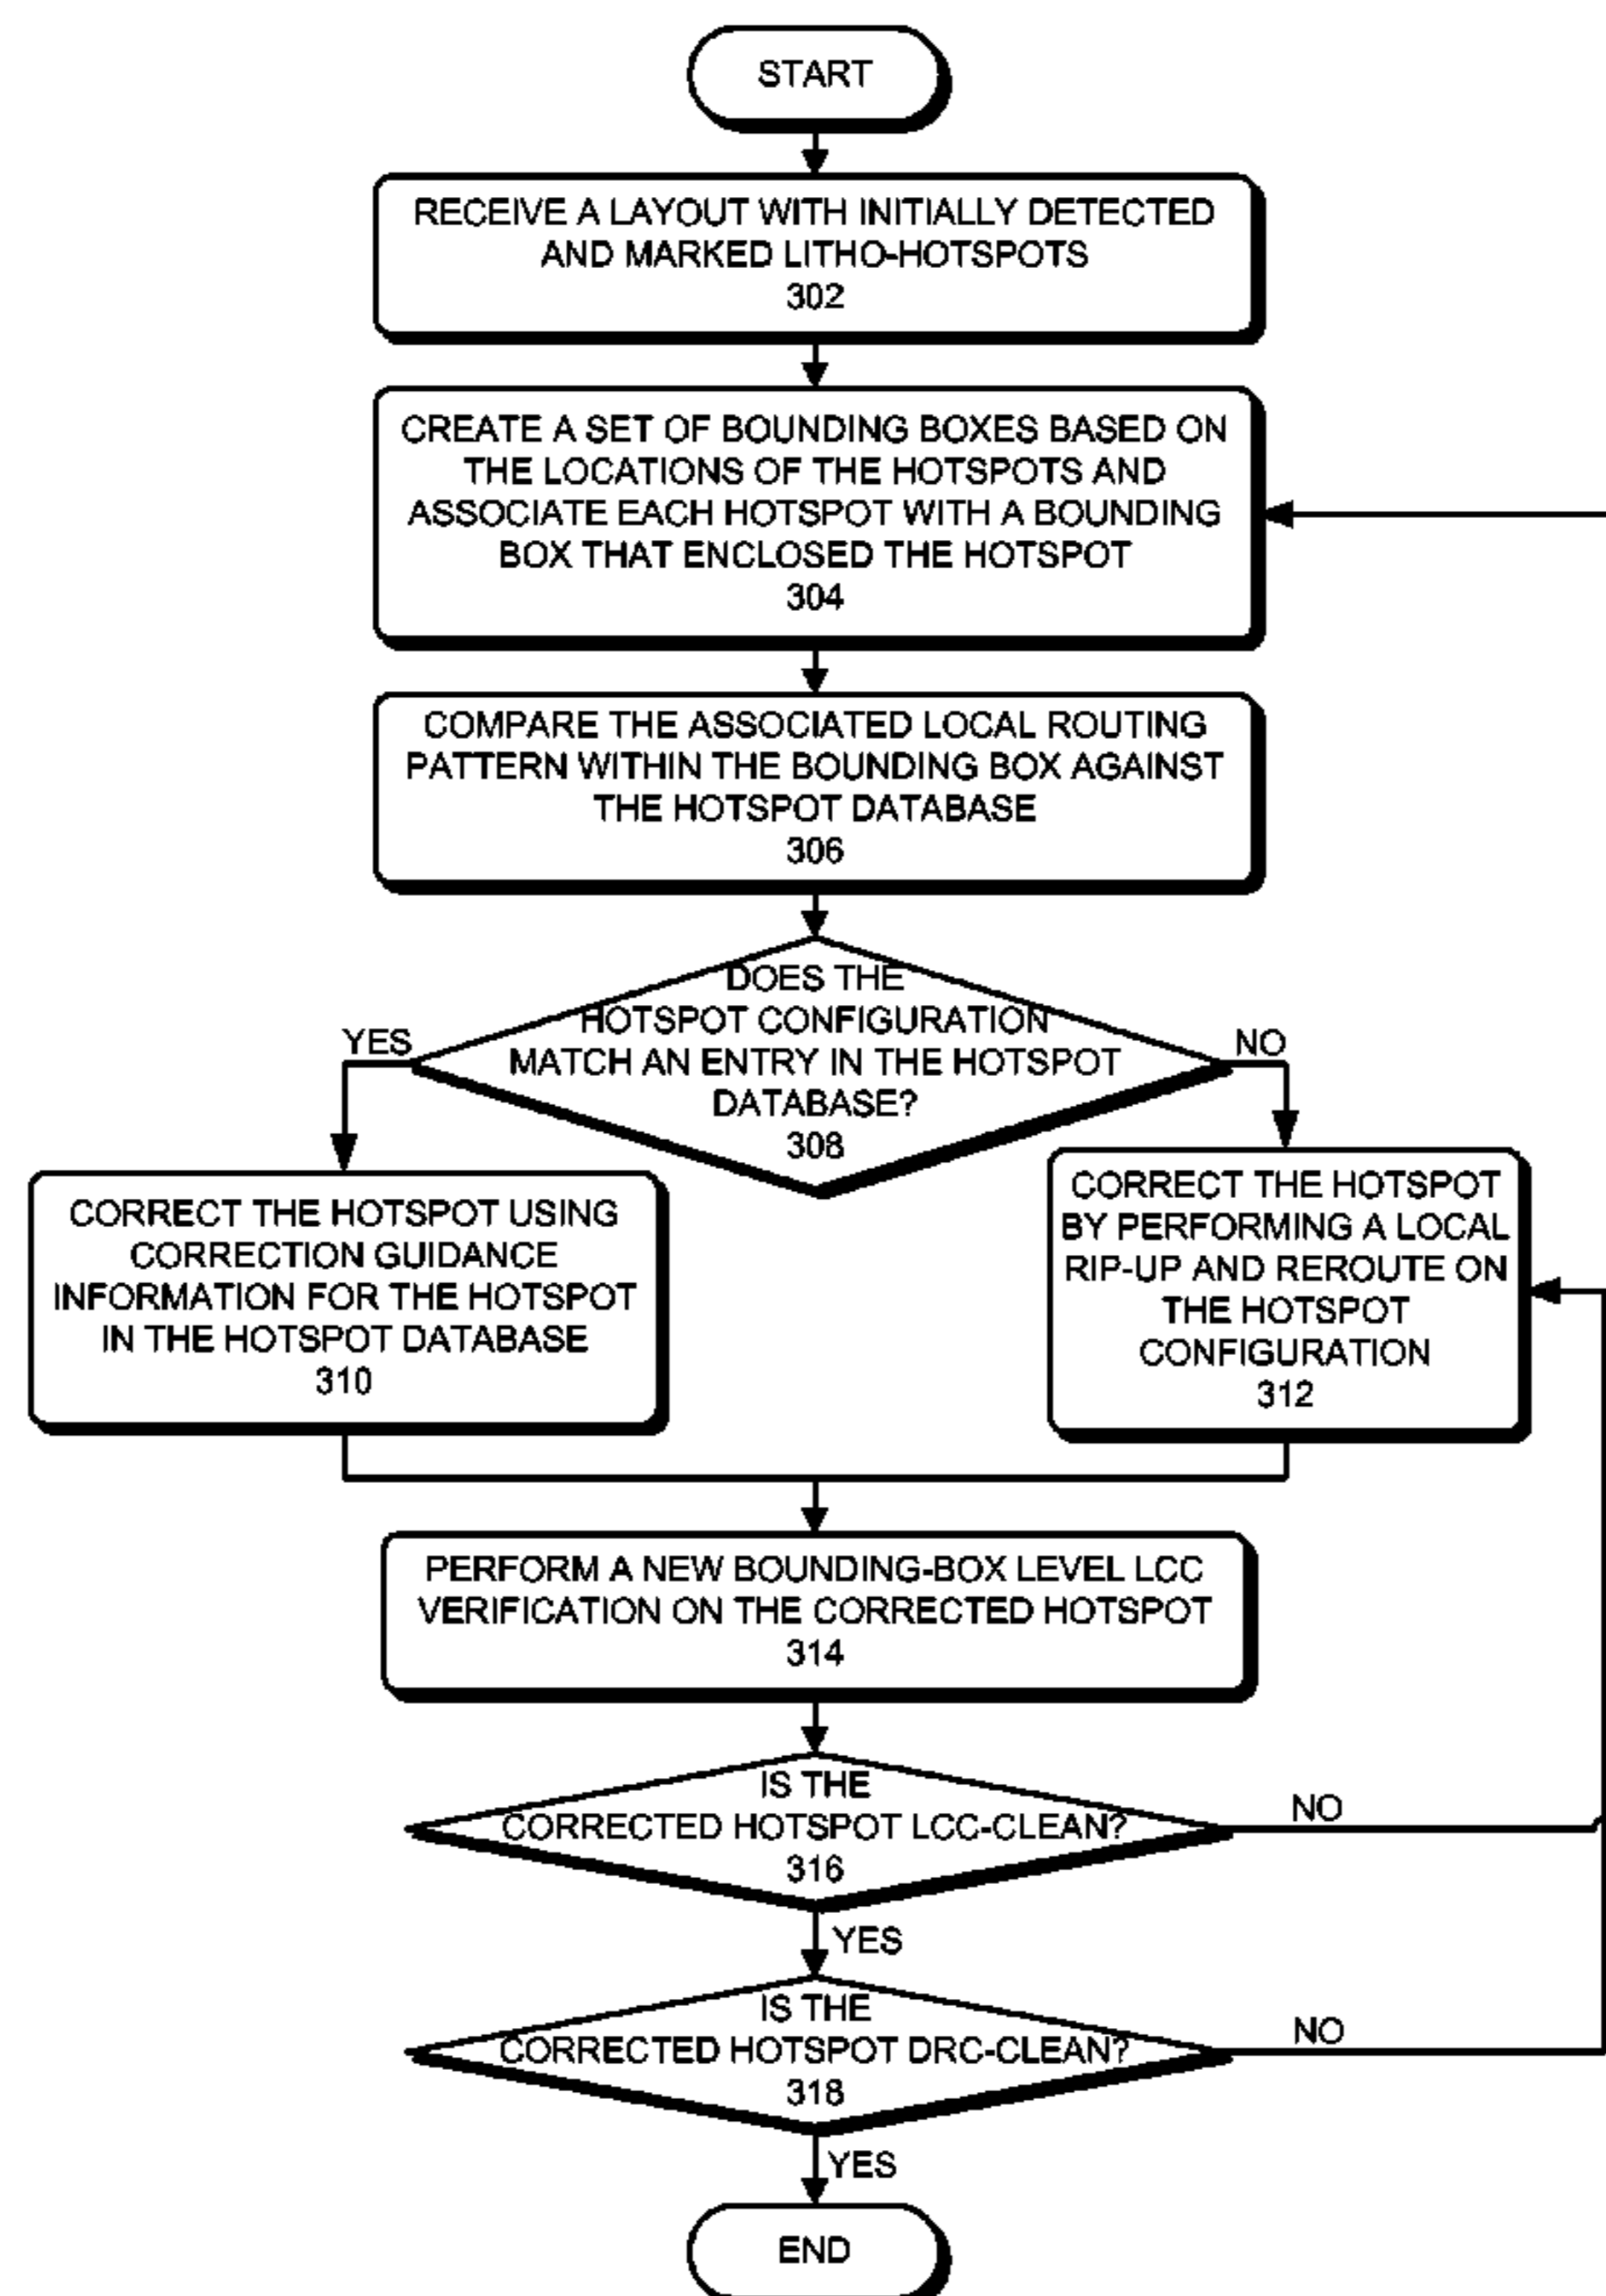 START
RECEIVE A LAYOUT WITH INITIALLY DETECTED
AND MARKED LITHO-HOTSPOTS
302
CREATE A SET OF BOUNDING BOXES BASED ON
THE LOCATIONS OF THE HOTSPOTS AND
ASSOCIATE EACH HOTSPOT WITH A BOUNDING
BOX THAT ENCLOSED THE HOTSPOT
304
COMPARE THE ASSOCIATED LOCAL ROUTING
PATTERN WITHIN THE BOUNDING BOX AGAINST
THE HOTSPOT DATABASE
306
DOES THE
HOTSPOT CONFIGURATION
MATCH AN ENTRY IN THE HOTSPOT
DATABASE?
308
YES
NO
CORRECT THE HOTSPOT USING
CORRECTION GUIDANCE
INFORMATION FOR THE HOTSPOT
IN THE HOTSPOT DATABASE
310
CORRECT THE HOTSPOT
BY PERFORMING A LOCAL
RIP-UP AND REROUTE ON
THE HOTSPOT
CONFIGURATION
312
PERFORM A NEW BOUNDING-BOX LEVEL LCC
VERIFICATION ON THE CORRECTED HOTSPOT
314
IS THE
CORRECTED HOTSPOT LCC-CLEAN?
316
NO
YES
IS THE
CORRECTED HOTSPOT DRC-CLEAN?
318
NO
YES
END